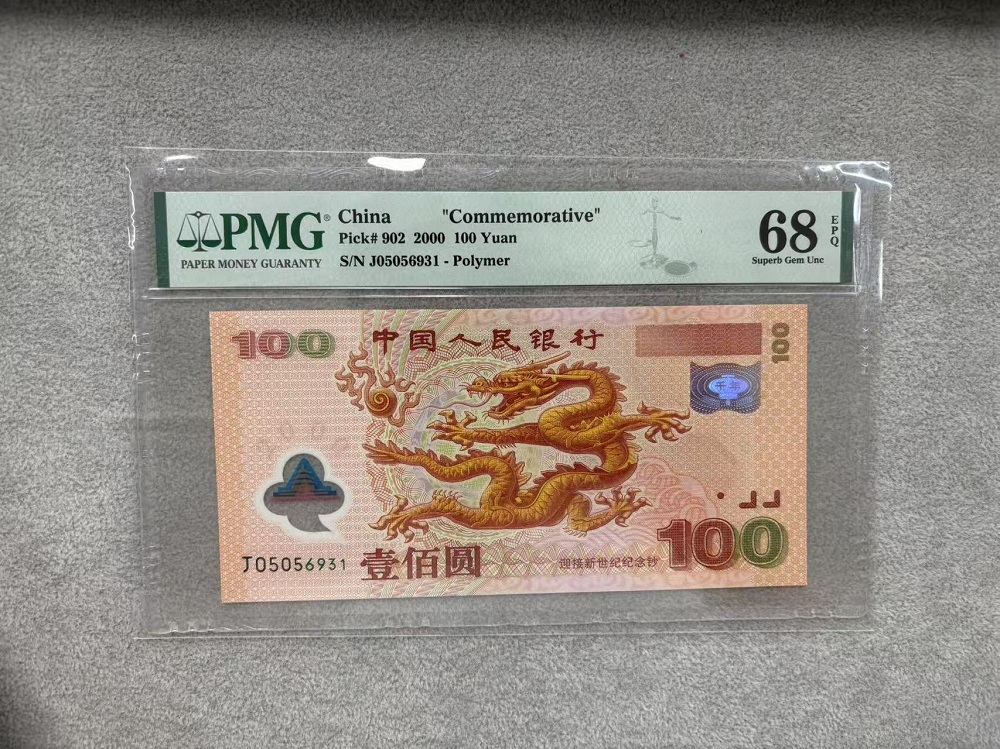 PMG®
PAPER MONEY GUARANTY
China "Commemorative"
Pick# 902 2000 100 Yuan
S/N J05056931 - Polymer
68 EPQ
Superb Gem Unc
100
中国人民银行
100
千年
J05056931
壹佰圆
迎接新世纪纪念钞
100